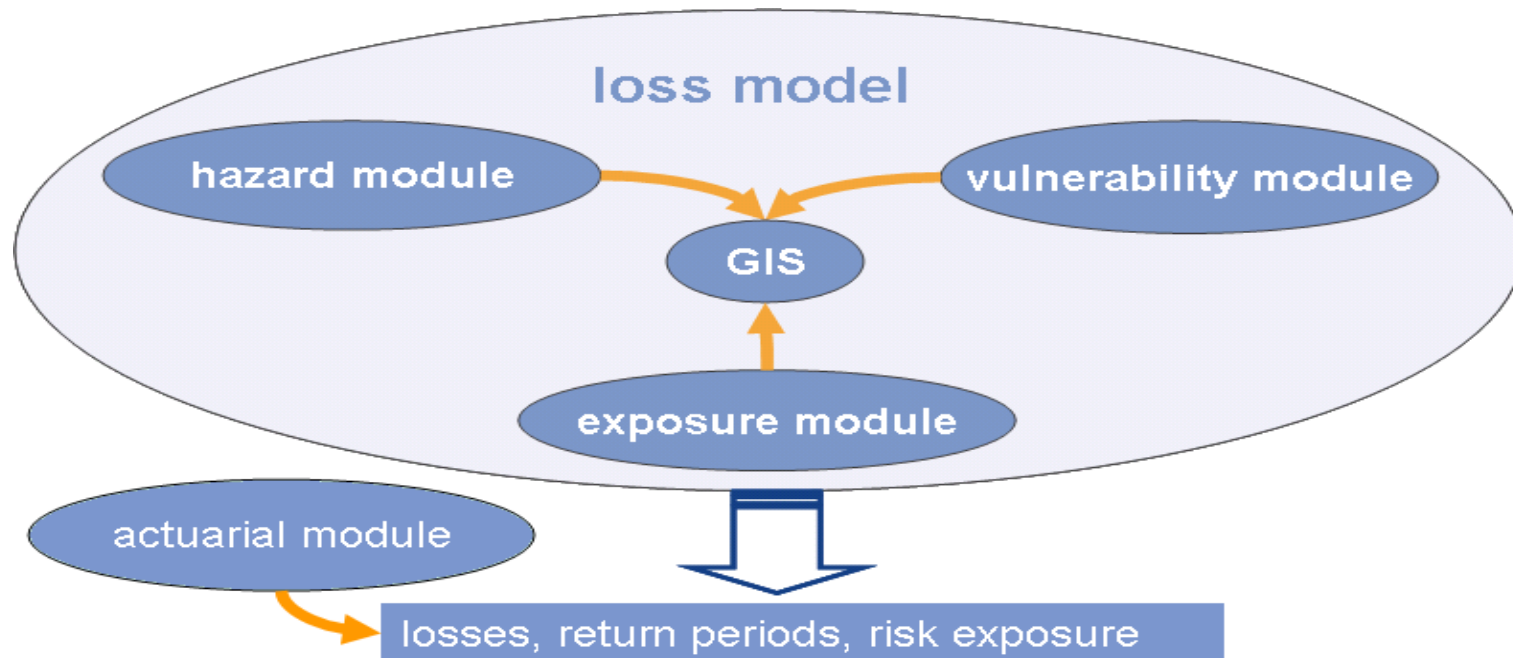 loss model
hazard module
vulnerability module
GIS
exposure module
actuarial module
losses, return periods, risk exposure